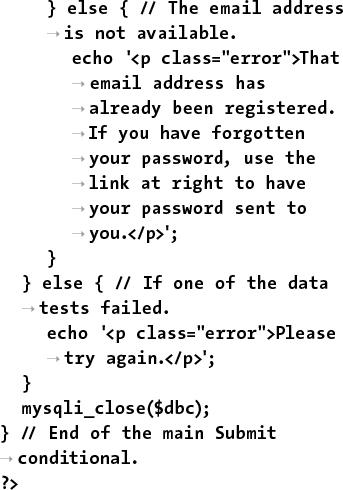 } else { // The email address
→ is not available.
echo '<p class="error">That
→ email address has
→ already been registered.
→ If you have forgotten
→ your password, use the
→ link at right to have
→ your password sent to
→ you.</p>';
}
} else { // If one of the data
→ tests failed.
echo '<p class="error">Please
→ try again.</p>';
}
mysqli_close($dbc);
} // End of the main Submit
→ conditional.
?>